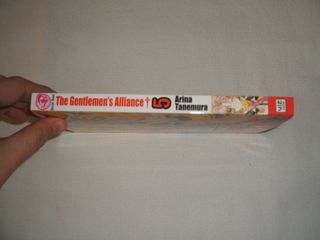 The Gentlemen's Alliance †
5
Arina
Tanemura